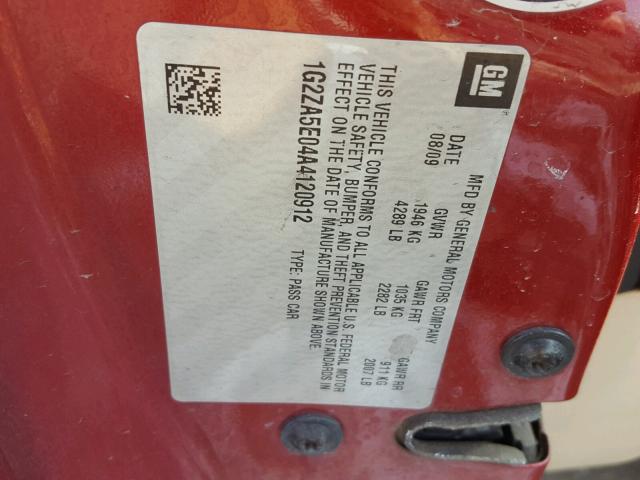 GM
MFD BY GENERAL MOTORS COMPANY
DATE GVWR GAWR FRT GAWR RR
08/09 1946 KG 1035 KG 911 KG
4289 LB 2282 LB 2007 LB
THIS VEHICLE CONFORMS TO ALL APPLICABLE U.S. FEDERAL MOTOR
VEHICLE SAFETY, BUMPER, AND THEFT PREVENTION STANDARDS IN
EFFECT ON THE DATE OF MANUFACTURE SHOWN ABOVE.
1G2ZA5E04A4120912 TYPE: PASS CAR